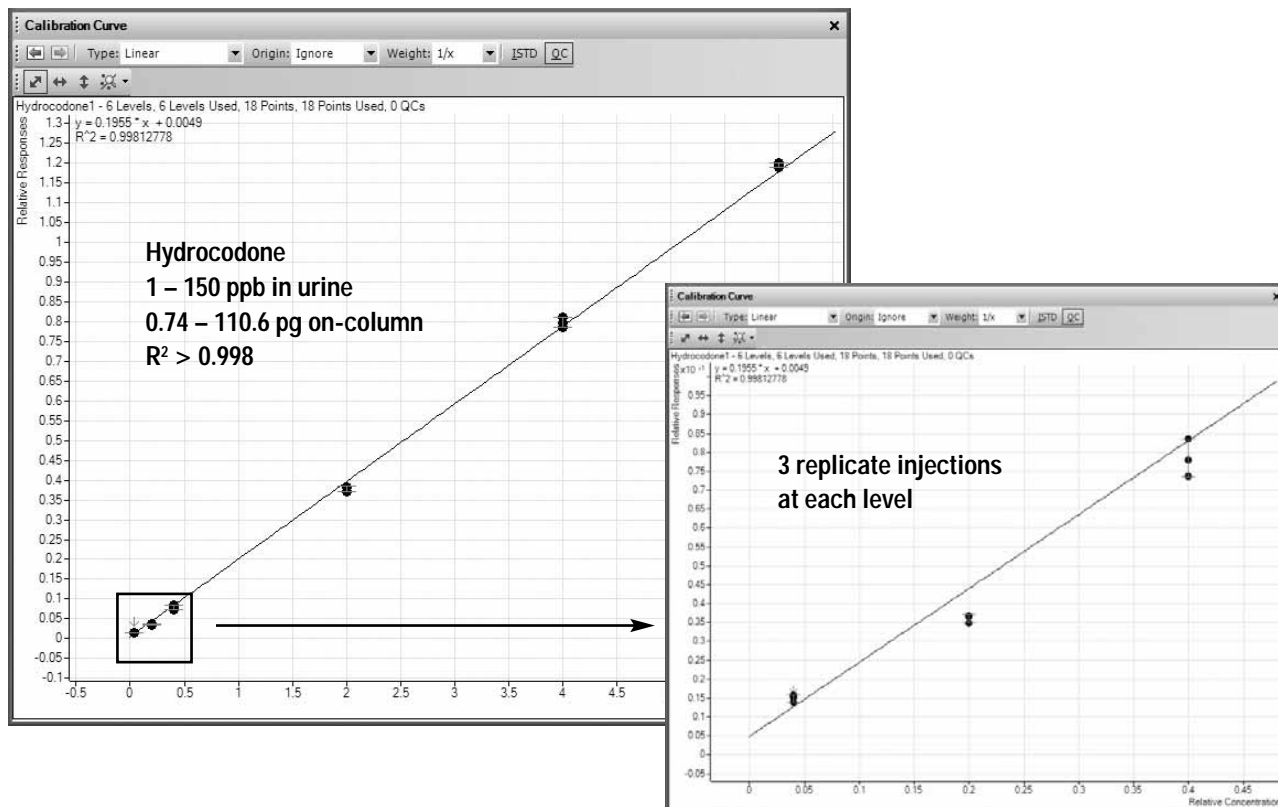 Calibration Curve
Type: Linear Origin: Ignore Weight: 1/x ISTD QC
Hydrocodone1 - 6 Levels, 6 Levels Used, 18 Points, 18 Points Used, 0 QCs
y = 0.1955 * x + 0.0049
R^2 = 0.99812778
Relative Responses
1.3
1.25
1.2
1.15
1.1
1.05
1
0.95
0.9
0.85
0.8
0.75
0.7
0.65
0.6
0.55
0.5
0.45
0.4
0.35
0.3
0.25
0.2
0.15
0.1
0.05
0
-0.05
-0.1
-0.5 0 0.5 1 1.5 2 2.5 3 3.5 4 4.5
Hydrocodone
1 – 150 ppb in urine
0.74 – 110.6 pg on-column
R² > 0.998
Calibration Curve
Type: Linear Origin: Ignore Weight: 1/x ISTD QC
Hydrocodone1 - 6 Levels, 6 Levels Used, 18 Points, 18 Points Used, 0 QCs
x10 -1
y = 0.1955 * x + 0.0049
R^2 = 0.99812778
Relative Responses
0.95
0.9
0.85
0.8
0.75
0.7
0.65
0.6
0.55
0.5
0.45
0.4
0.35
0.3
0.25
0.2
0.15
0.1
0.05
0
-0.05
0 0.05 0.1 0.15 0.2 0.25 0.3 0.35 0.4 0.45
Relative Concentration
3 replicate injections
at each level